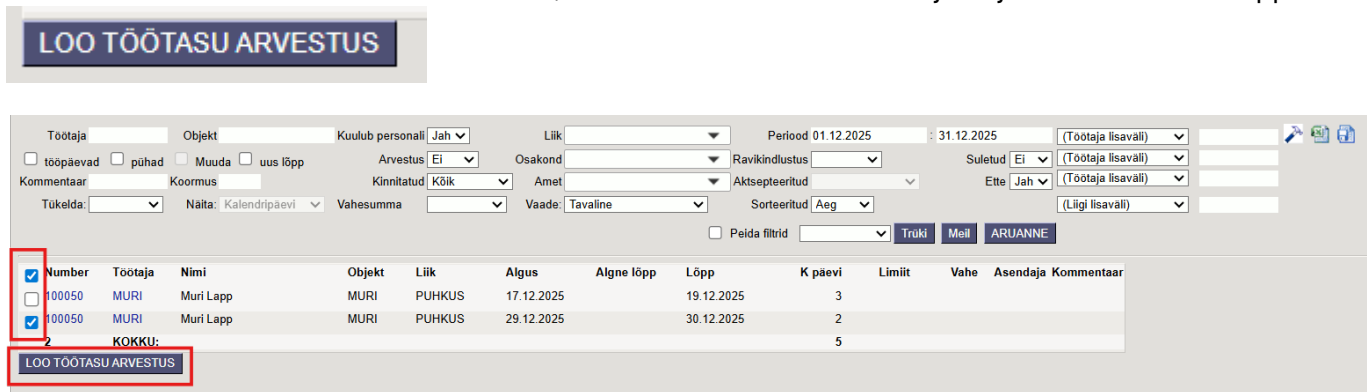 LOO TÖÖTASU ARVESTUS
Töötaja Objekt Kuulub personali Jah Liik Periood 01.12.2025 : 31.12.2025 (Töötaja lisaväli)
tööpäevad pühad Muuda uus lõpp Arvestus Ei Osakond Ravikindlustus Suletud Ei (Töötaja lisaväli)
Kommentaar Koormus Kinnitatud Kõik Amet Aktsepteeritud Ette Jah (Töötaja lisaväli)
Tükelda: Näita: Kalendripäevi Vahesumma Vaade: Tavaline Sorteeritud Aeg (Liigi lisaväli)
Peida filtrid Trüki Meil ARUANNE
Number Töötaja Nimi Objekt Liik Algus Algne lõpp Lõpp K päevi Limiit Vahe Asendaja Kommentaar
100050 MURI Muri Lapp MURI PUHKUS 17.12.2025 19.12.2025 3
100050 MURI Muri Lapp MURI PUHKUS 29.12.2025 30.12.2025 2
2 KOKKU: 5
LOO TÖÖTASU ARVESTUS